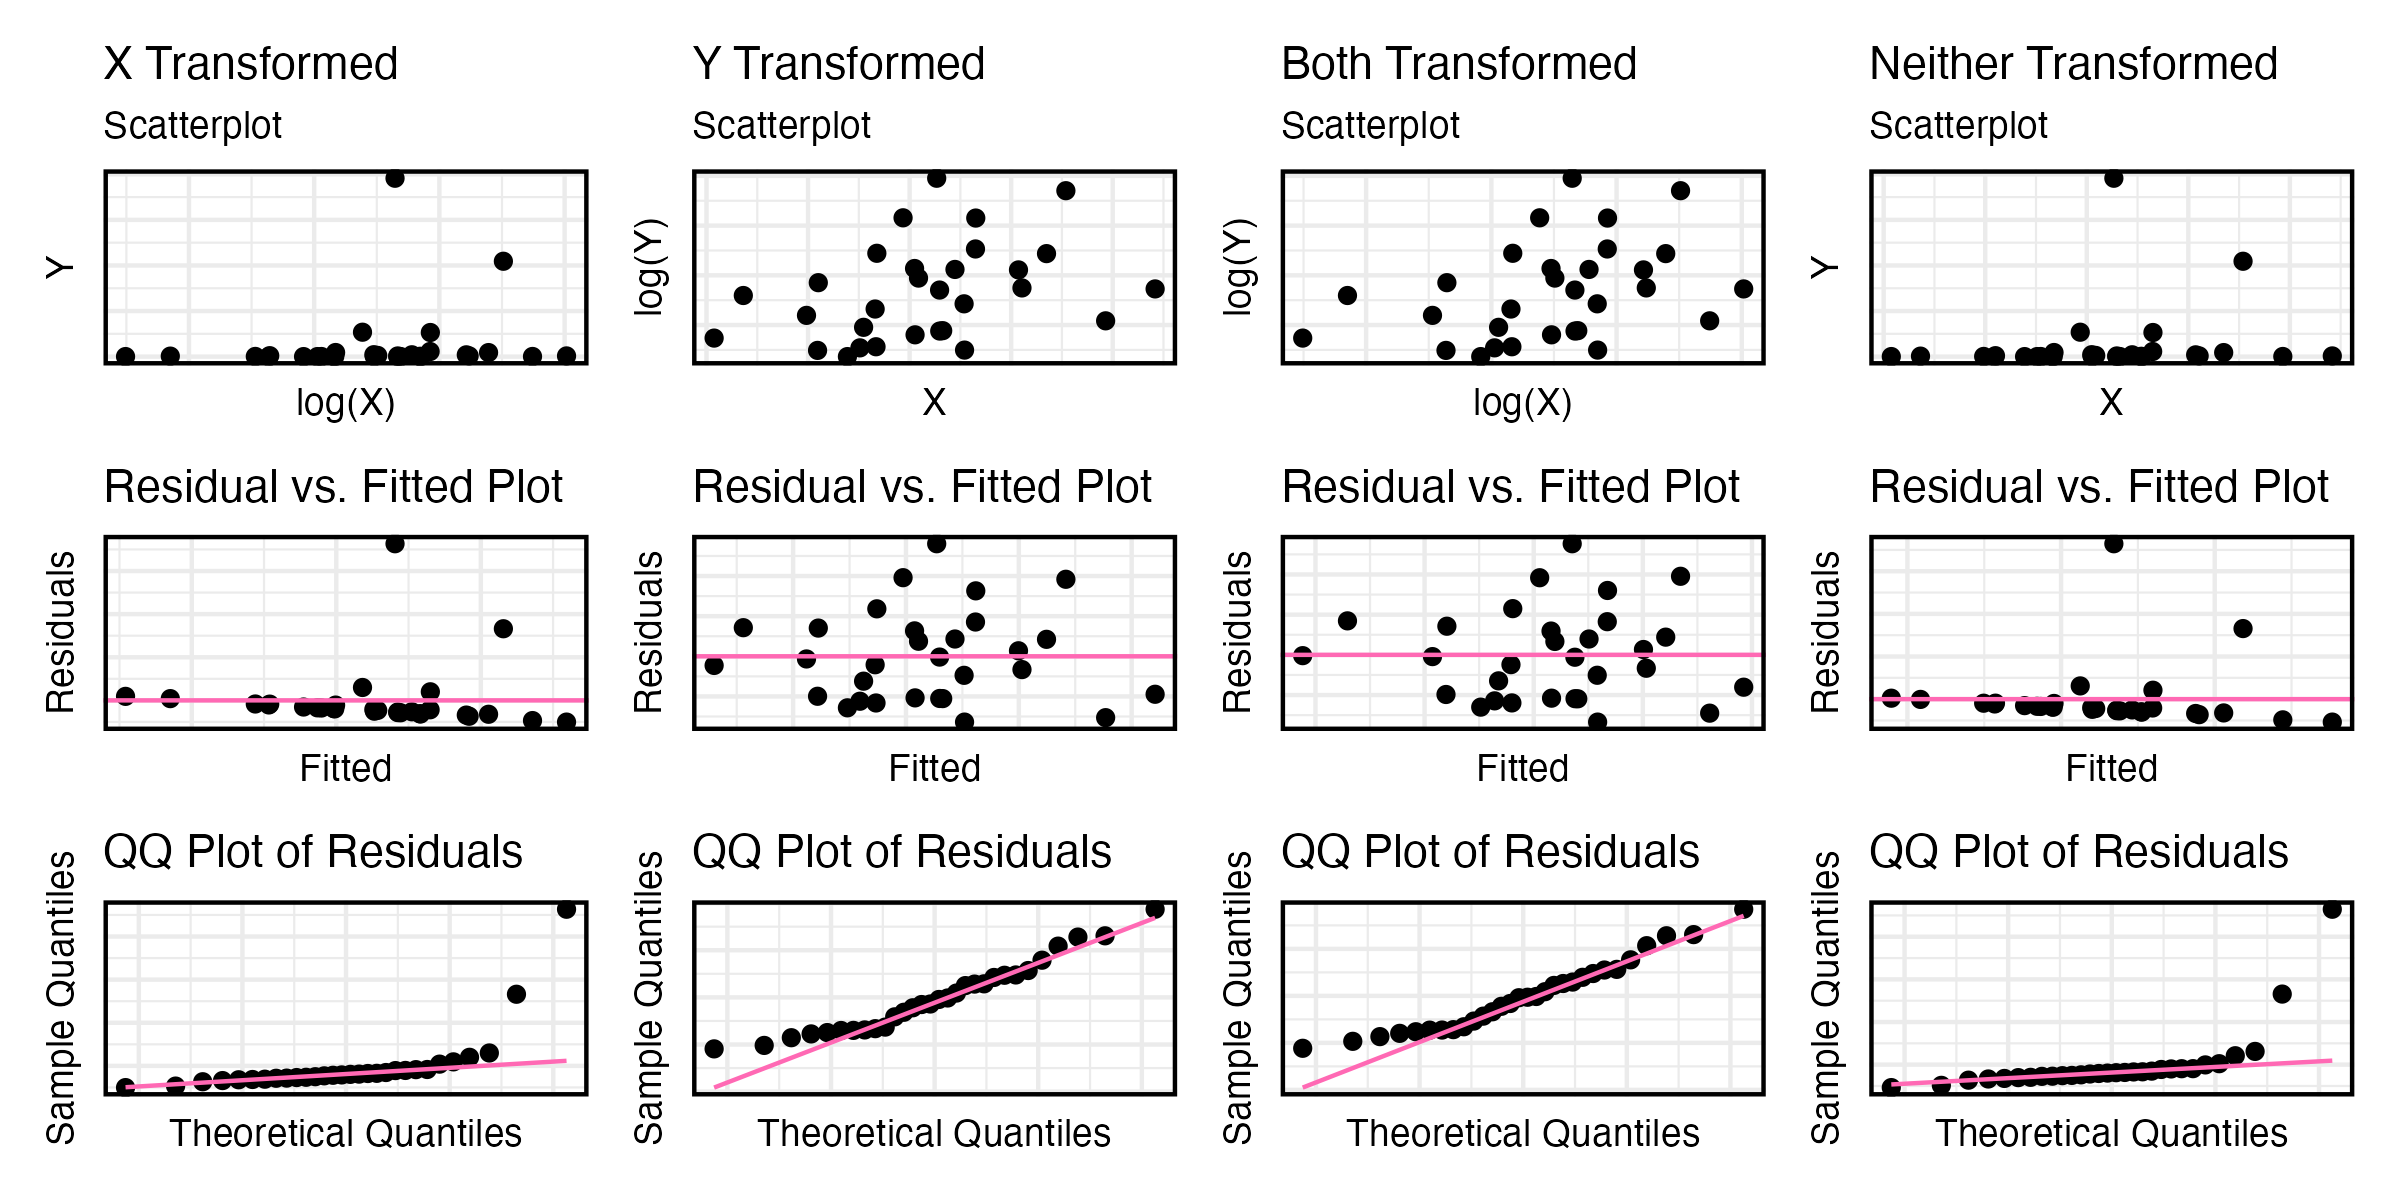 X Transformed
Scatterplot
Y
log(X)
Residual vs. Fitted Plot
Residuals
Fitted
QQ Plot of Residuals
Sample Quantiles
Theoretical Quantiles
Y Transformed
Scatterplot
log(Y)
X
Residual vs. Fitted Plot
Residuals
Fitted
QQ Plot of Residuals
Sample Quantiles
Theoretical Quantiles
Both Transformed
Scatterplot
log(Y)
log(X)
Residual vs. Fitted Plot
Residuals
Fitted
QQ Plot of Residuals
Sample Quantiles
Theoretical Quantiles
Neither Transformed
Scatterplot
Y
X
Residual vs. Fitted Plot
Residuals
Fitted
QQ Plot of Residuals
Sample Quantiles
Theoretical Quantiles